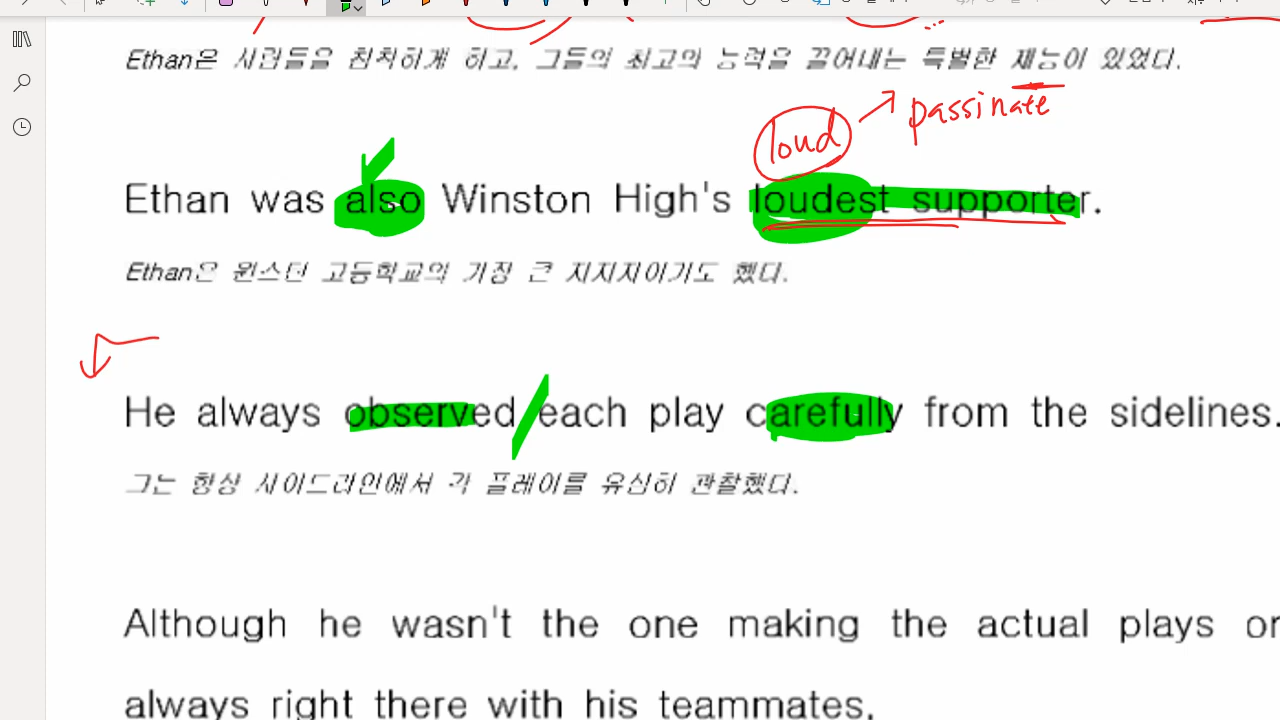 Ethan은 사람들을 침착하게 하고, 그들의 최고의 능력을 끌어내는 특별한 재능이 있었다.
loud passinate
Ethan was also Winston High's loudest supporter.
Ethan은 윈스턴 고등학교의 가장 큰 지지자이기도 했다.
He always observed each play carefully from the sidelines.
그는 항상 사이드라인에서 각 플레이를 유심히 관찰했다.
Although he wasn't the one making the actual plays or
always right there with his teammates,